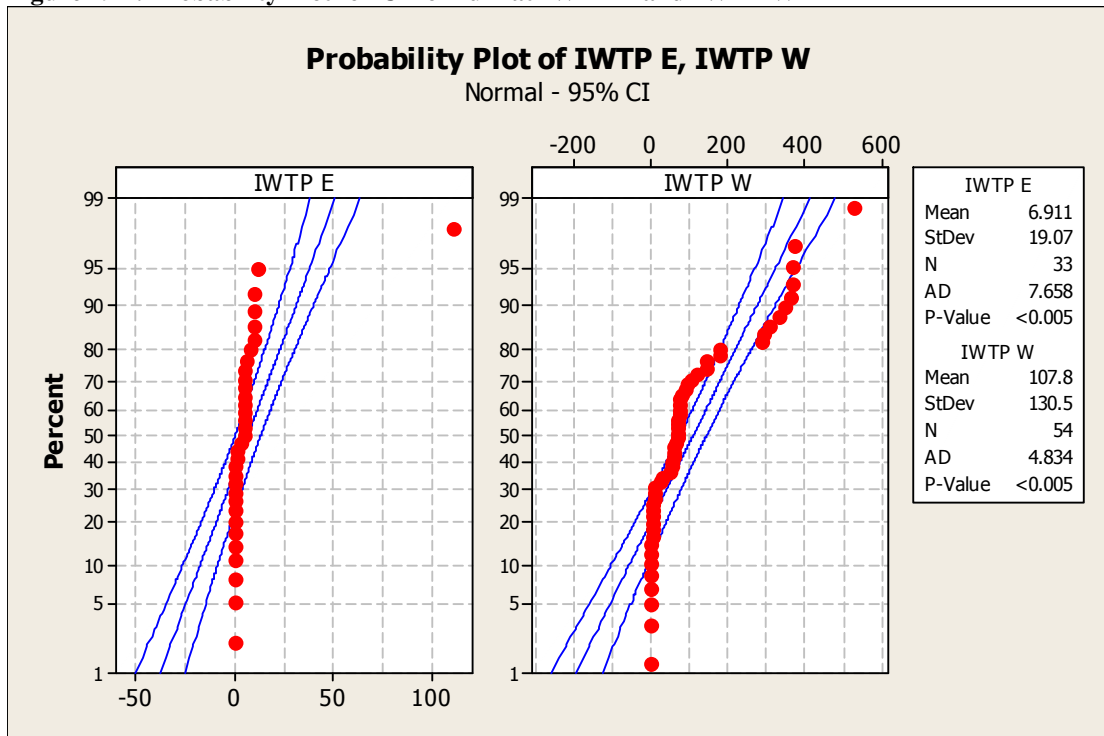 Probability Plot of IWTP E, IWTP W
Normal - 95% CI
-200 0 200 400 600
IWTP E
IWTP W
99
95
90
80
70
60
50
40
30
20
10
5
1
Percent
99
95
90
80
70
60
50
40
30
20
10
5
1
-50 0 50 100
IWTP E
Mean 6.911
StDev 19.07
N 33
AD 7.658
P-Value <0.005
IWTP W
Mean 107.8
StDev 130.5
N 54
AD 4.834
P-Value <0.005